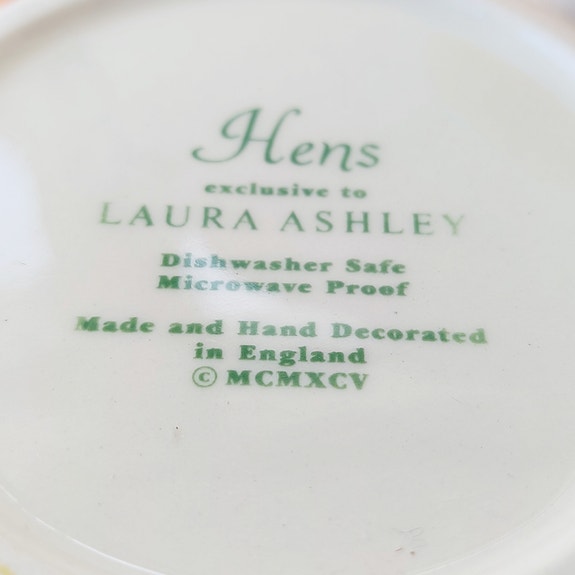 Hens
exclusive to
LAURA ASHLEY
Dishwasher Safe
Microwave Proof
Made and Hand Decorated
in England
© MCMXCV